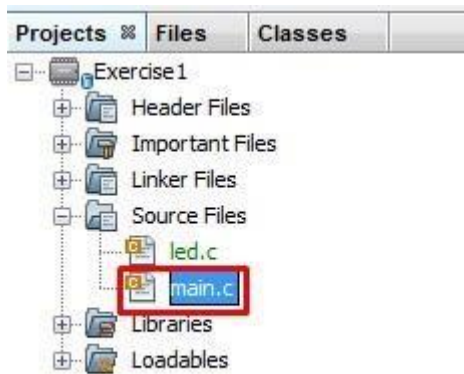 Projects Files Classes
Exercise1
Header Files
Important Files
Linker Files
Source Files
led.c
main.c
Libraries
Loadables